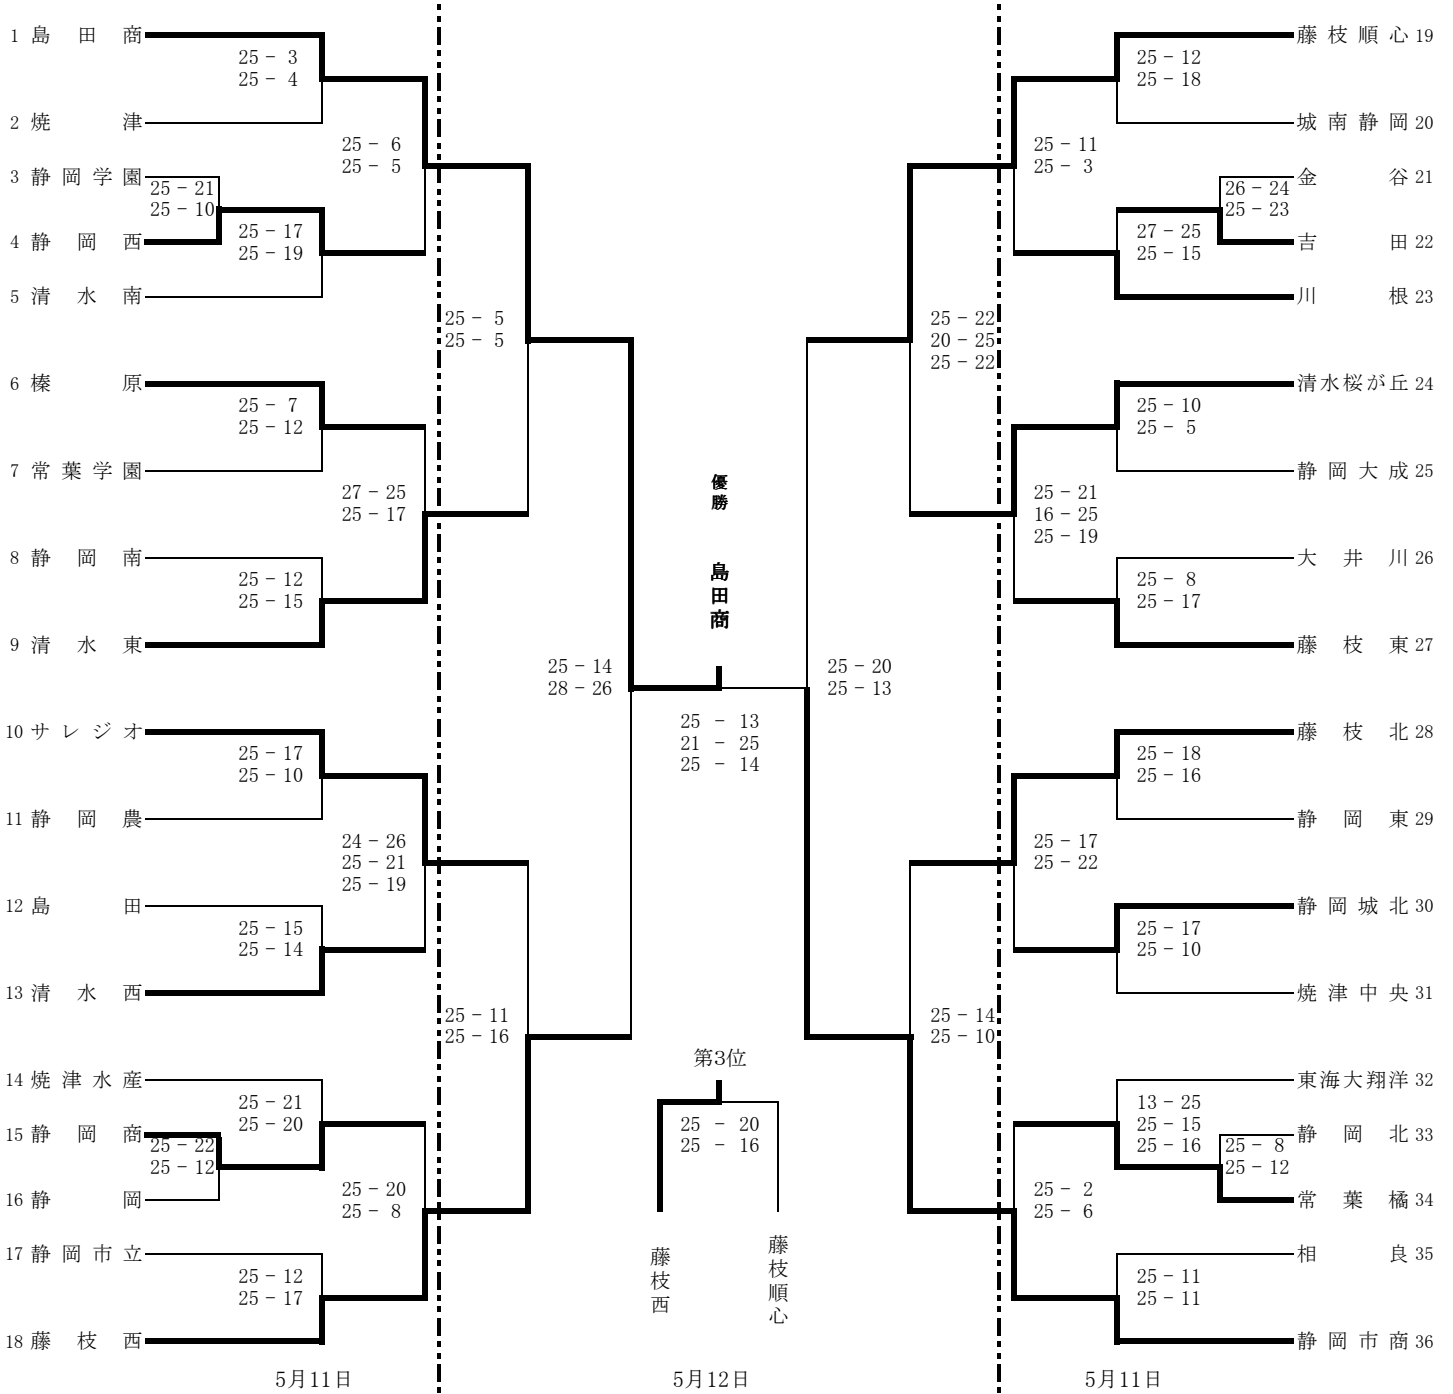 1 島田商
25 - 3
25 - 4
2 焼津
25 - 6
25 - 5
3 静岡学園
25 - 21
25 - 10
4 静岡西
25 - 17
25 - 19
5 清水南
25 - 5
25 - 5
6 榛原
25 - 7
25 - 12
7 常葉学園
27 - 25
25 - 17
8 静岡南
25 - 12
25 - 15
9 清水東
25 - 14
28 - 26
10 サレジオ
25 - 17
25 - 10
11 静岡農
24 - 26
25 - 21
25 - 19
12 島田
25 - 15
25 - 14
13 清水西
25 - 11
25 - 16
14 焼津水産
25 - 21
25 - 20
15 静岡商
25 - 22
25 - 12
16 静岡
25 - 20
25 - 8
17 静岡市立
25 - 12
25 - 17
18 藤枝西
5月11日
優勝
島田商
25 - 13
21 - 25
25 - 14
第3位
25 - 20
25 - 16
藤枝西
藤枝順心
5月12日
藤枝順心 19
25 - 12
25 - 18
城南静岡 20
25 - 11
25 - 3
金谷 21
26 - 24
25 - 23
吉田 22
27 - 25
25 - 15
川根 23
25 - 22
20 - 25
25 - 22
清水桜が丘 24
25 - 10
25 - 5
静岡大成 25
25 - 21
16 - 25
25 - 19
大井川 26
25 - 8
25 - 17
藤枝東 27
25 - 20
25 - 13
藤枝北 28
25 - 18
25 - 16
静岡東 29
25 - 17
25 - 22
静岡城北 30
25 - 17
25 - 10
焼津中央 31
25 - 14
25 - 10
東海大翔洋 32
13 - 25
25 - 15
25 - 16
静岡北 33
25 - 8
25 - 12
常葉橘 34
25 - 2
25 - 6
相良 35
25 - 11
25 - 11
静岡市商 36
5月11日